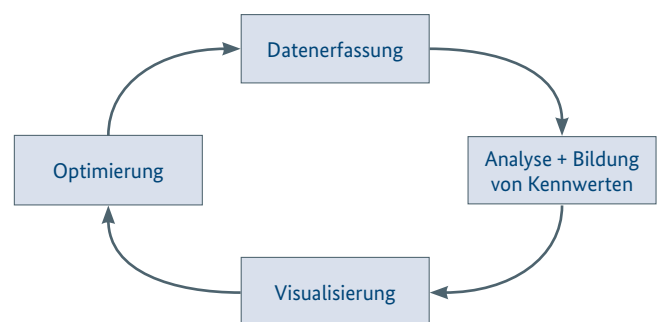 Datenerfassung
Analyse + Bildung
von Kennwerten
Visualisierung
Optimierung